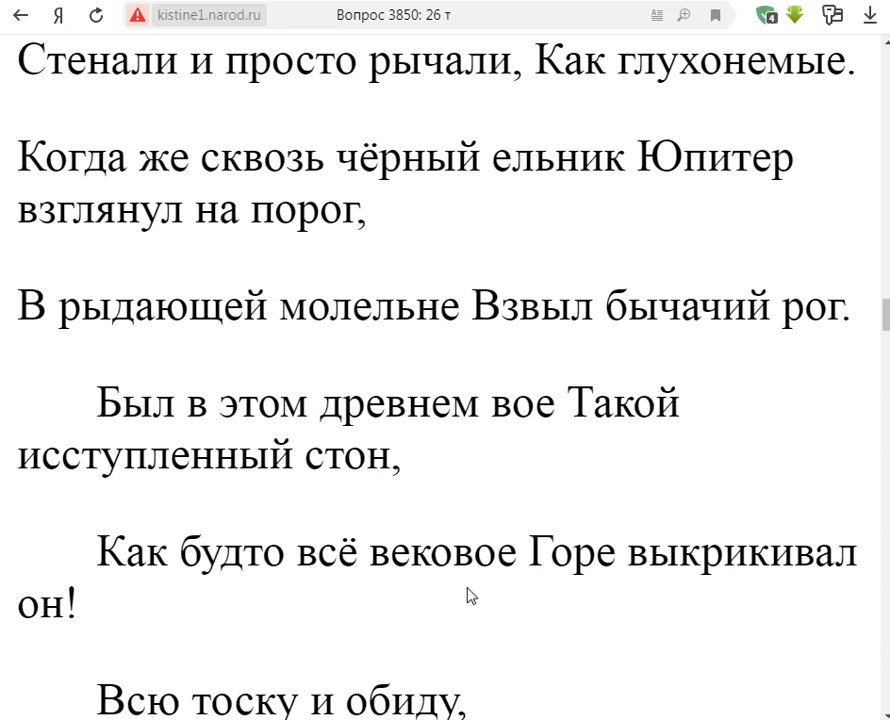 Я
kistine1.narod.ru
Вопрос 3850: 26 т
4
Стенали и просто рычали, Как глухонемые.
Когда же сквозь чёрный ельник Юпитер
взглянул на порог,
В рыдающей молельне Взвыл бычачий рог.
Был в этом древнем вое Такой
исступленный стон,
Как будто всё вековое Горе выкрикивал
он!
Всю тоску и обиду,